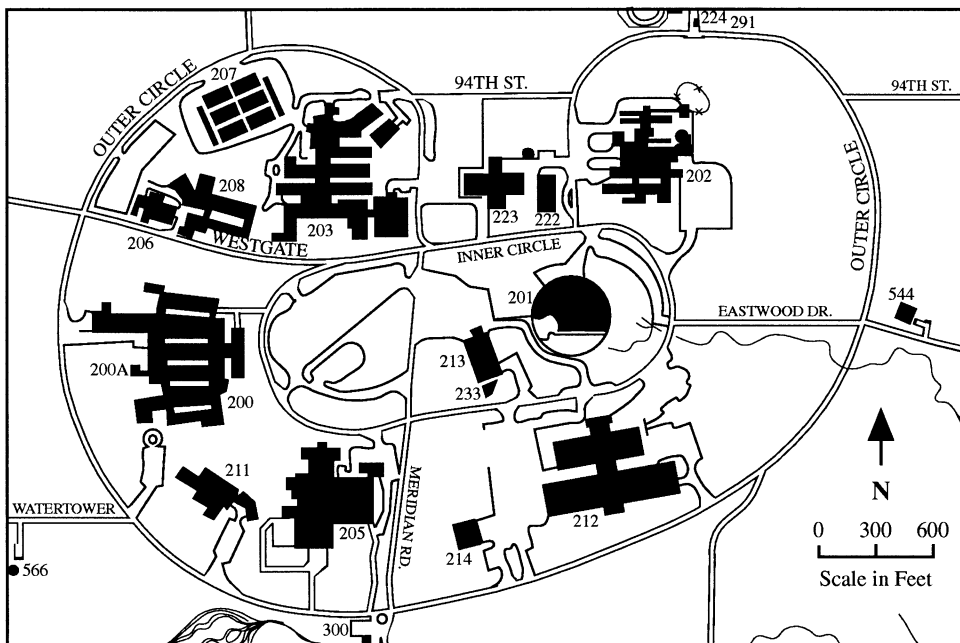 224 291
207
OUTER CIRCLE
94TH ST.
94TH ST.
208
202
OUTER CIRCLE
206
WESTGATE
203
223
222
INNER CIRCLE
201
EASTWOOD DR.
544
213
200A
233
200
211
MERIDIAN RD.
N
WATERTOWER
205
212
0 300 600
214
566
Scale in Feet
300